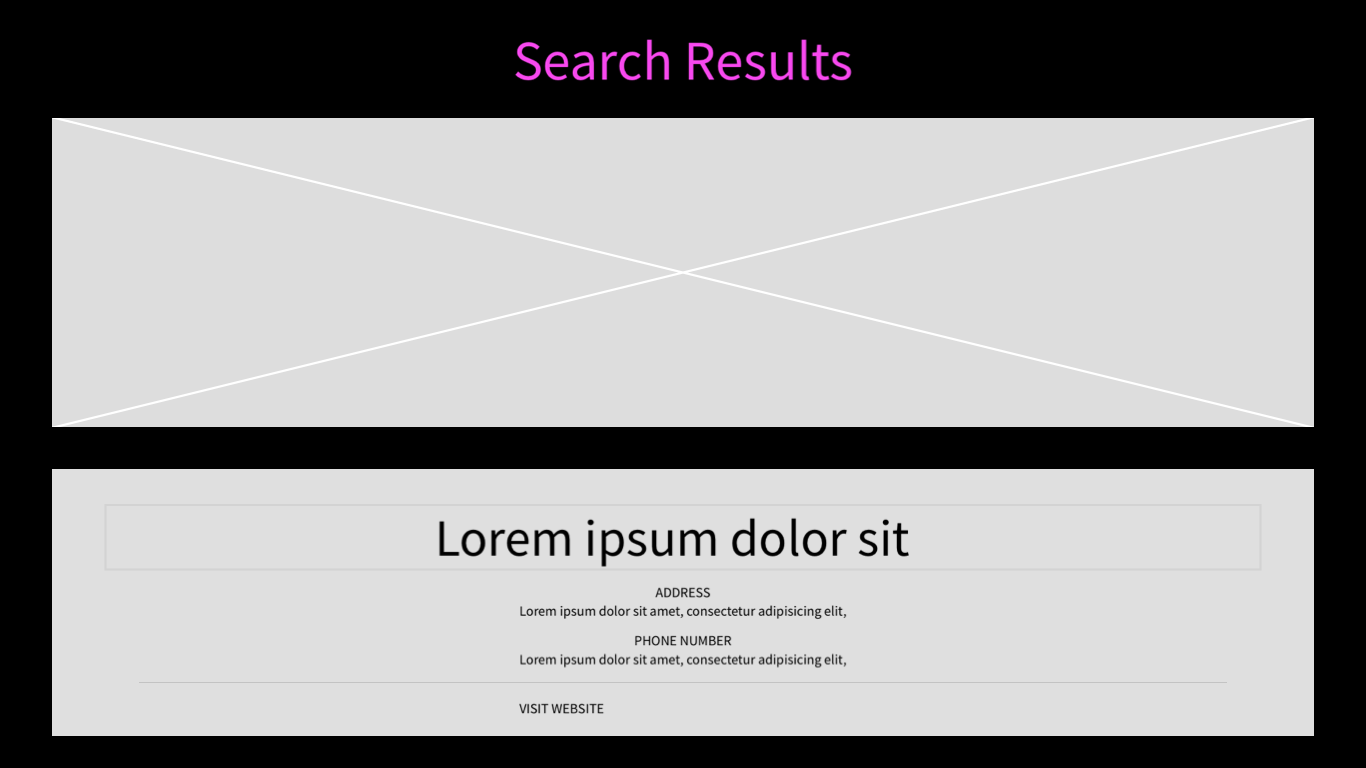 Search Results
Lorem ipsum dolor sit
ADDRESS
Lorem ipsum dolor sit amet, consectetur adipisicing elit,
PHONE NUMBER
Lorem ipsum dolor sit amet, consectetur adipisicing elit,
VISIT WEBSITE